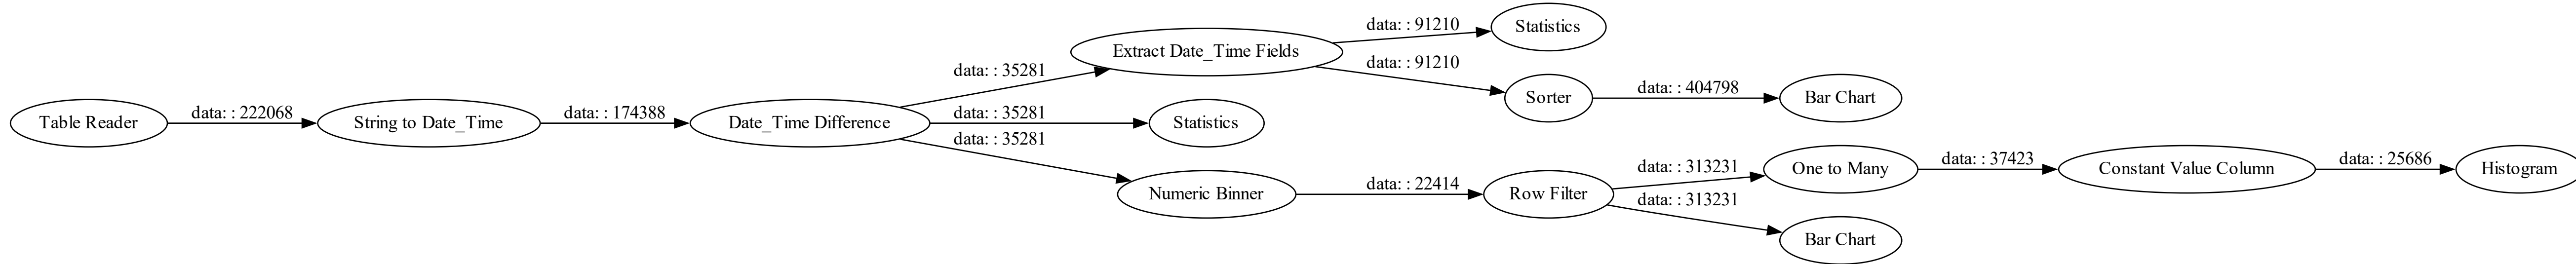 Table Reader
data: : 222068
String to Date_Time
data: : 174388
Date_Time Difference
data: : 35281
Extract Date_Time Fields
data: : 91210
Statistics
data: : 91210
Sorter
data: : 404798
Bar Chart
data: : 35281
Statistics
data: : 35281
Numeric Binner
data: : 22414
Row Filter
data: : 313231
One to Many
data: : 37423
Constant Value Column
data: : 25686
Histogram
data: : 313231
Bar Chart